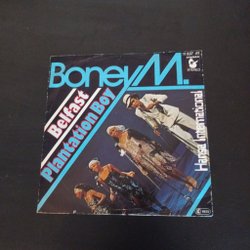 Boney M.
Belfast
Plantation Boy
Hansa International